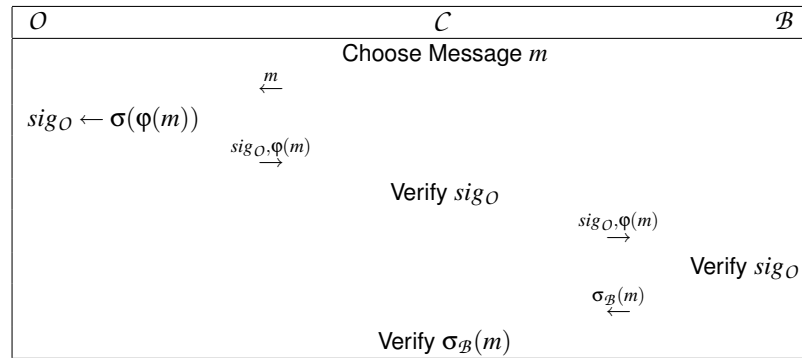 𝒪 𝒞 ℬ
Choose Message m
m
←
sig_𝒪 ← σ(φ(m))
sig_𝒪,φ(m)
→
Verify sig_𝒪
sig_𝒪,φ(m)
→
Verify sig_𝒪
σ_ℬ(m)
←
Verify σ_ℬ(m)